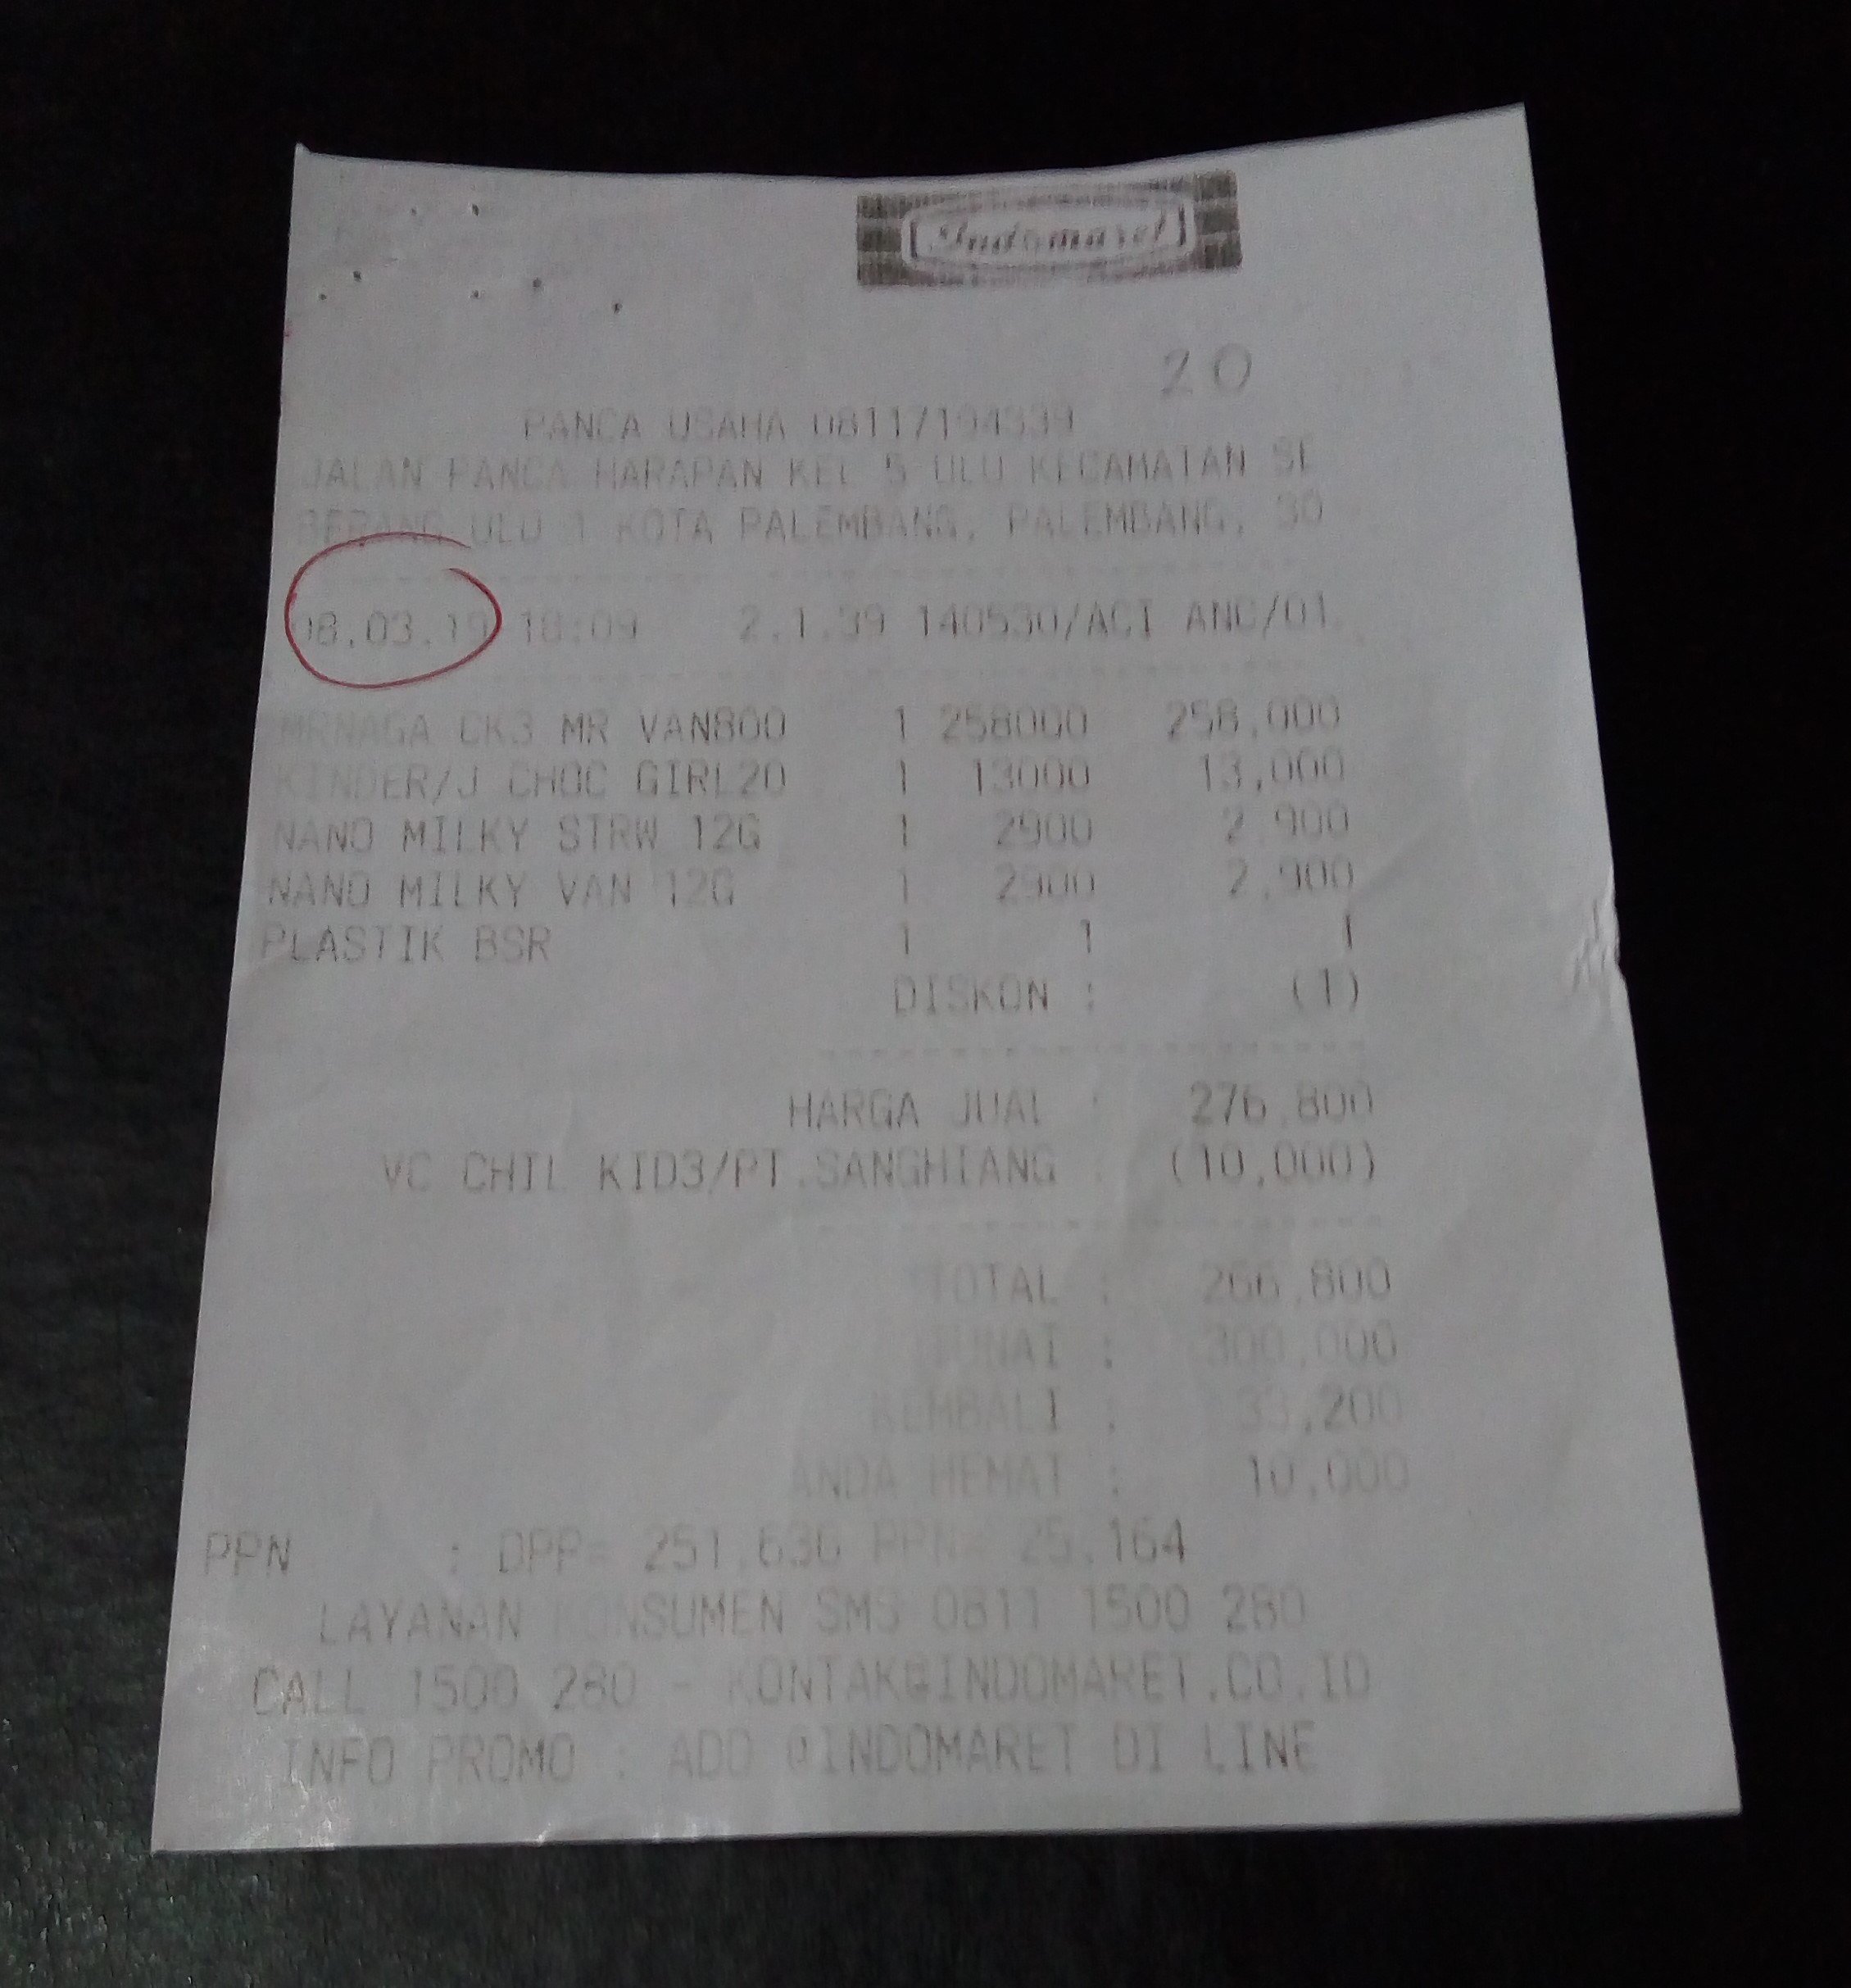 Indomaret
20
PANCA USAHA 08117194339
JALAN PANCA HARAPAN KEL 5 ULU KECAMATAN SE
BERANG ULU 1 KOTA PALEMBANG, PALEMBANG, 30
08.03.19 18:09 2.1.39 140530/ACI ANG/01
MRNAGA CK3 MR VAN800 1 258000 258,000
KINDER/J CHOC GIRL20 1 13000 13,000
NANO MILKY STRW 12G 1 2900 2,900
NANO MILKY VAN 12G 1 2900 2,900
PLASTIK BSR 1 1 1
DISKON : (1)
HARGA JUAL : 276,800
VC CHIL KID3/PT.SANGHIANG : (10,000)
TOTAL : 266,800
TUNAI : 300,000
KEMBALI : 33,200
ANDA HEMAT : 10,000
PPN : DPP= 251,636 PPN= 25,164
LAYANAN KONSUMEN SMS 0811 1500 280
CALL 1500 280 - KONTAK@INDOMARET.CO.ID
INFO PROMO : ADD @INDOMARET DI LINE